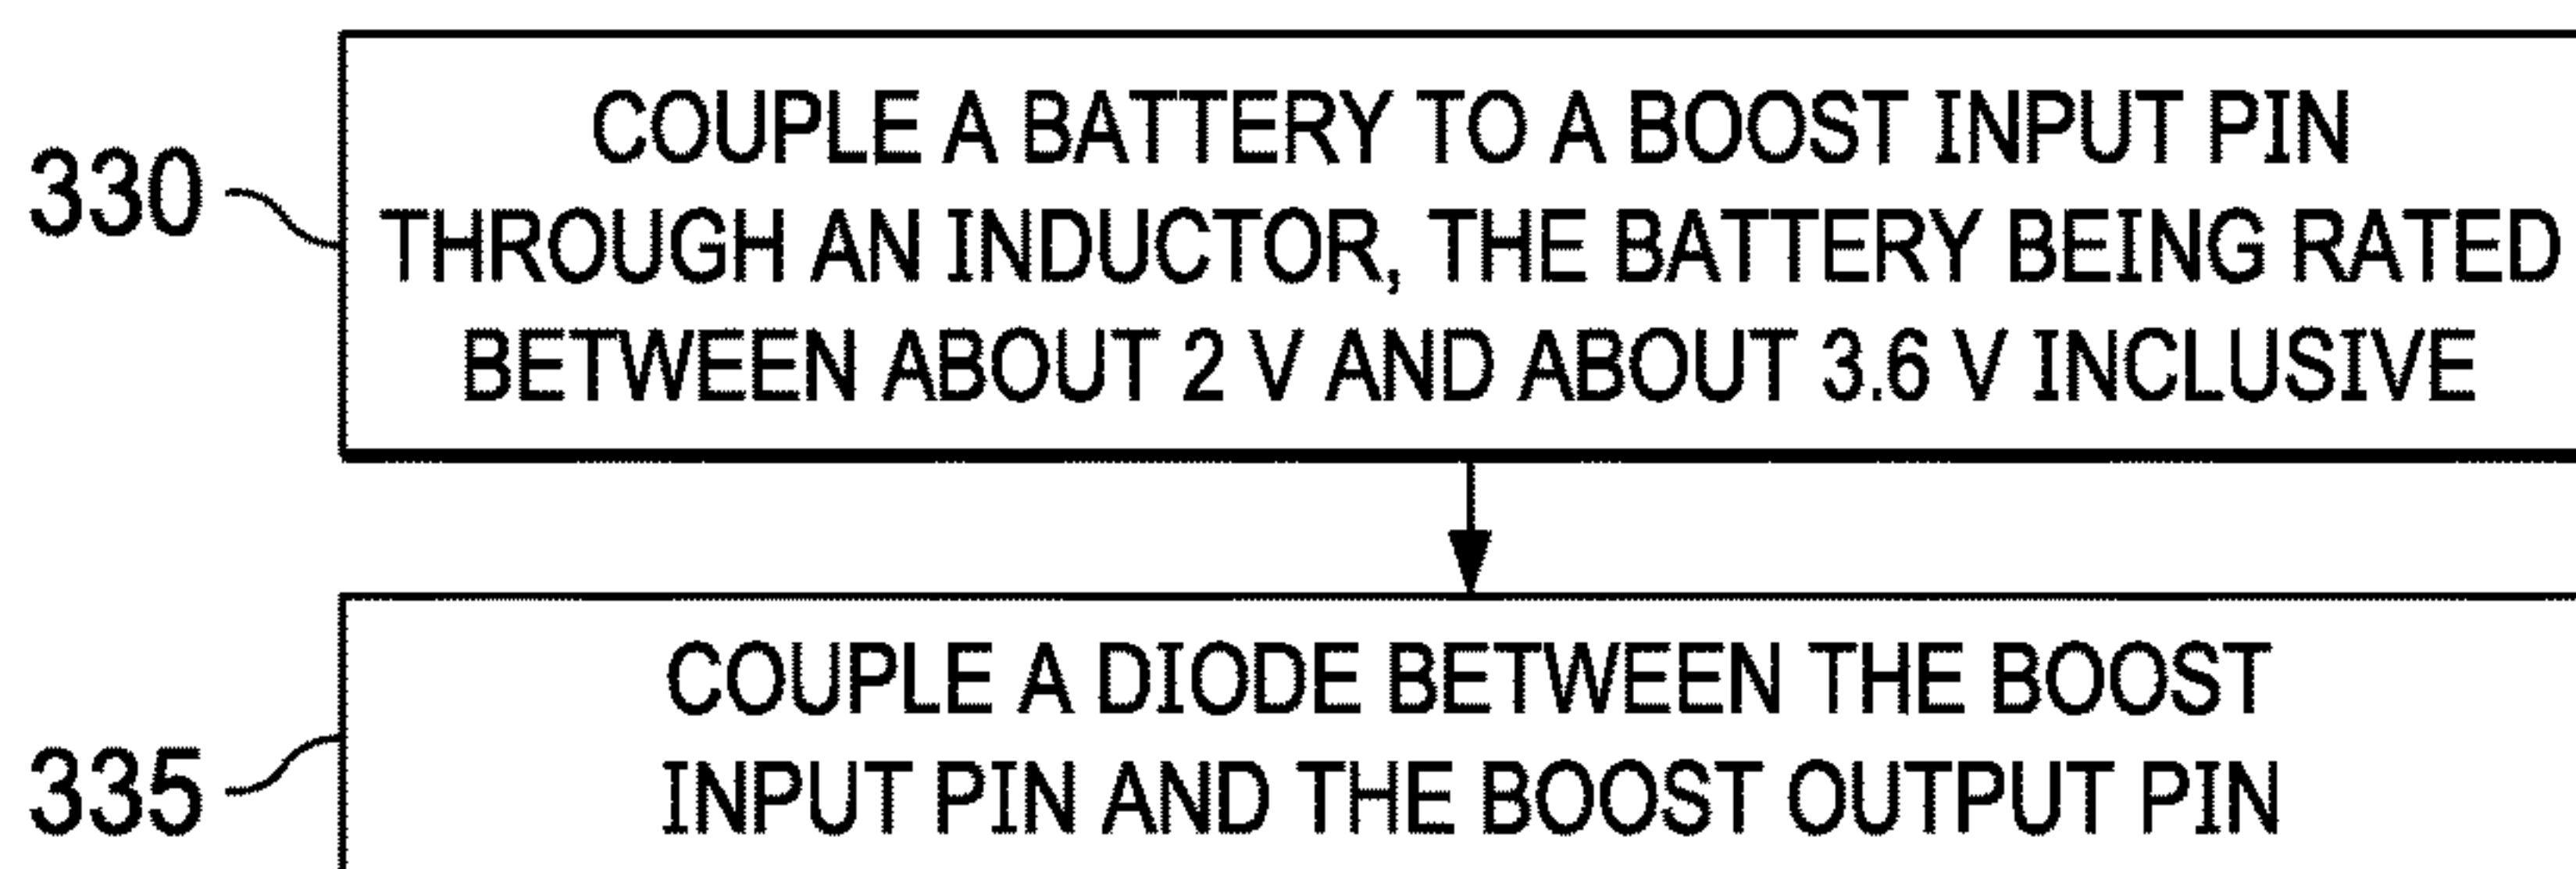 330
COUPLE A BATTERY TO A BOOST INPUT PIN
THROUGH AN INDUCTOR, THE BATTERY BEING RATED
BETWEEN ABOUT 2 V AND ABOUT 3.6 V INCLUSIVE
335
COUPLE A DIODE BETWEEN THE BOOST
INPUT PIN AND THE BOOST OUTPUT PIN